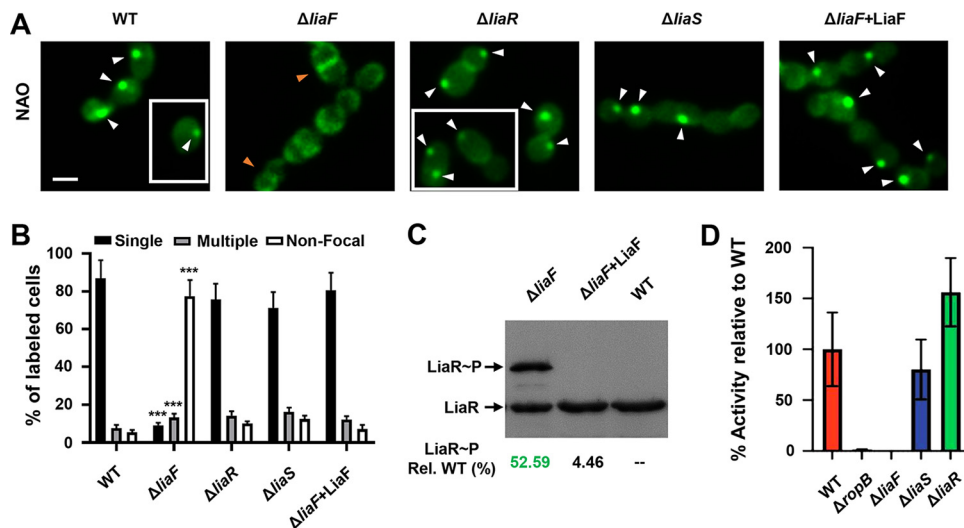 A
WT
ΔliaF
ΔliaR
ΔliaS
ΔliaF+LiaF
NAO
B
Single Multiple Non-Focal
% of labeled cells
100
80
60
40
20
0
***
***
***
WT
ΔliaF
ΔliaR
ΔliaS
ΔliaF+LiaF
C
ΔliaF
ΔliaF+LiaF
WT
LiaR~P
LiaR
LiaR~P
Rel. WT (%)
52.59 4.46 --
D
% Activity relative to WT
200
150
100
50
0
WT
ΔropB
ΔliaF
ΔliaS
ΔliaR